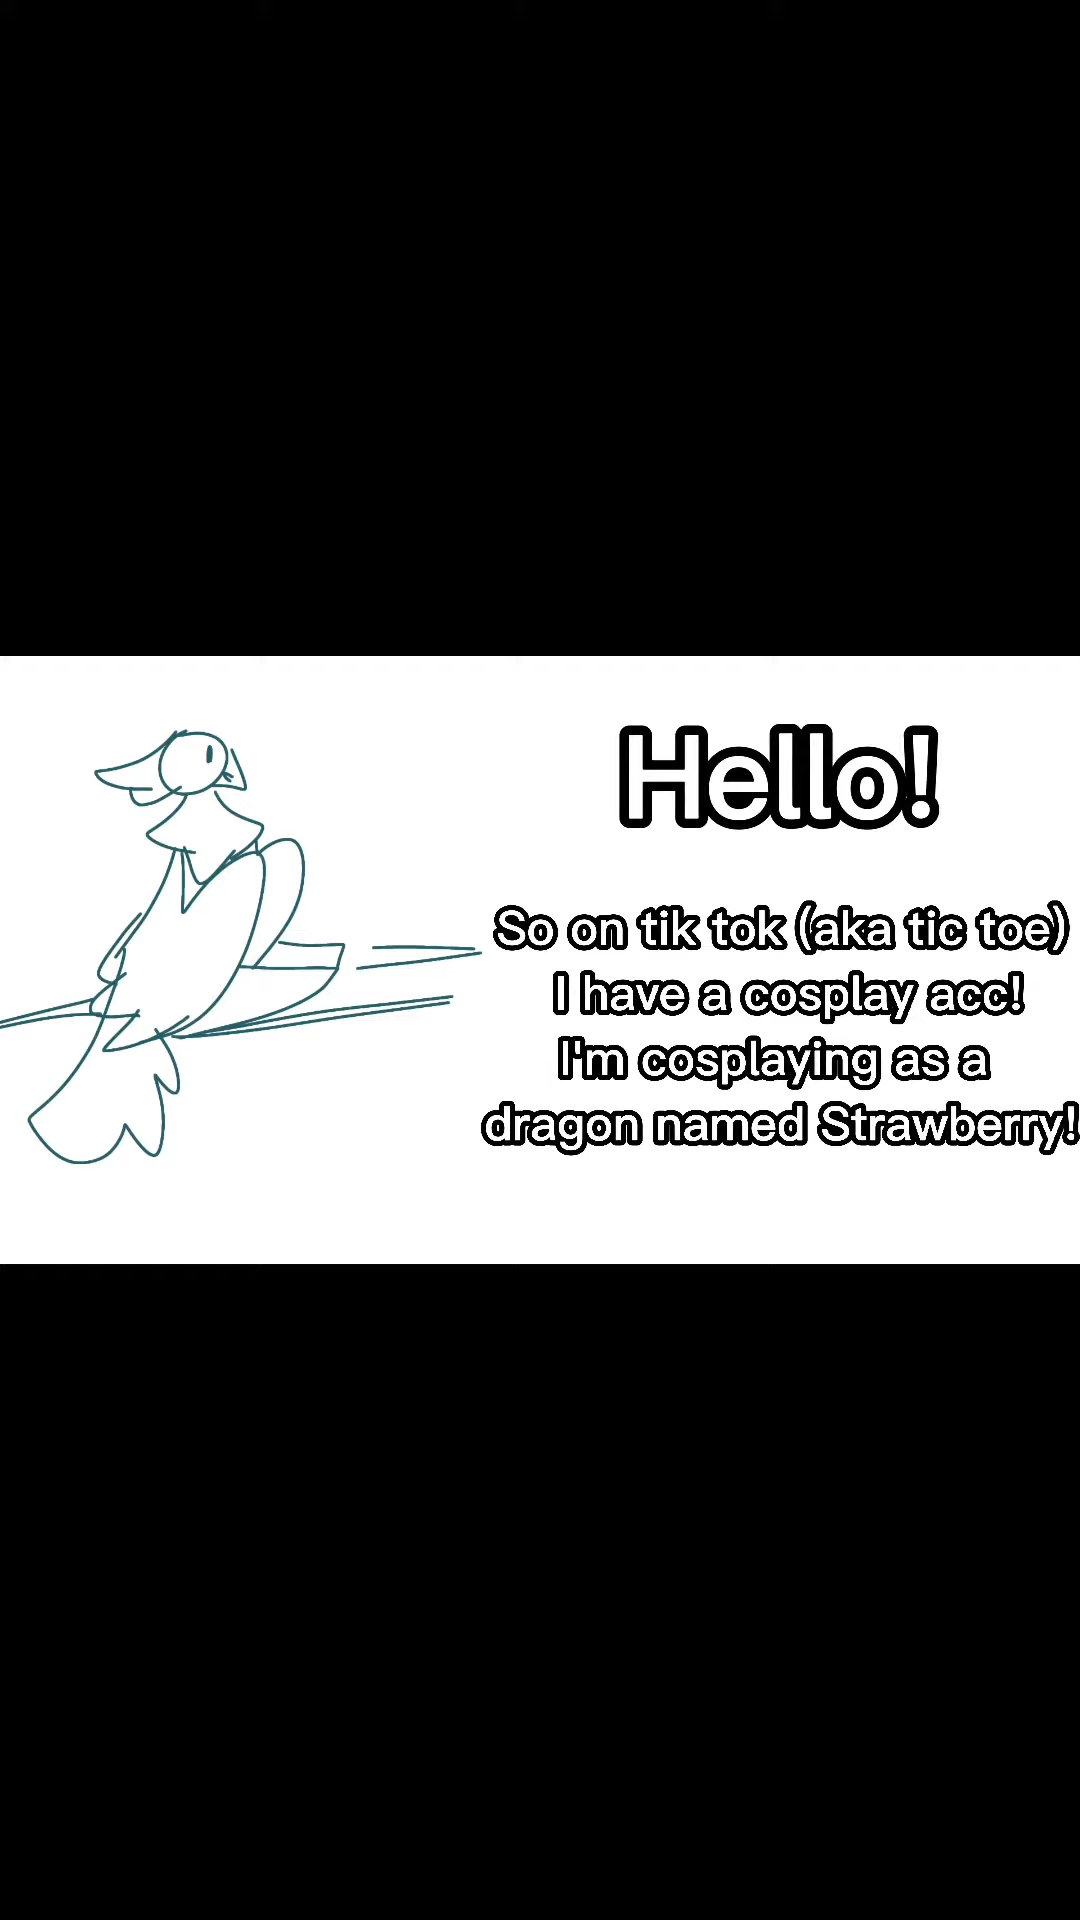 Hello!
So on tik tok (aka tic toe)
I have a cosplay acc!
I'm cosplaying as a
dragon named Strawberry!